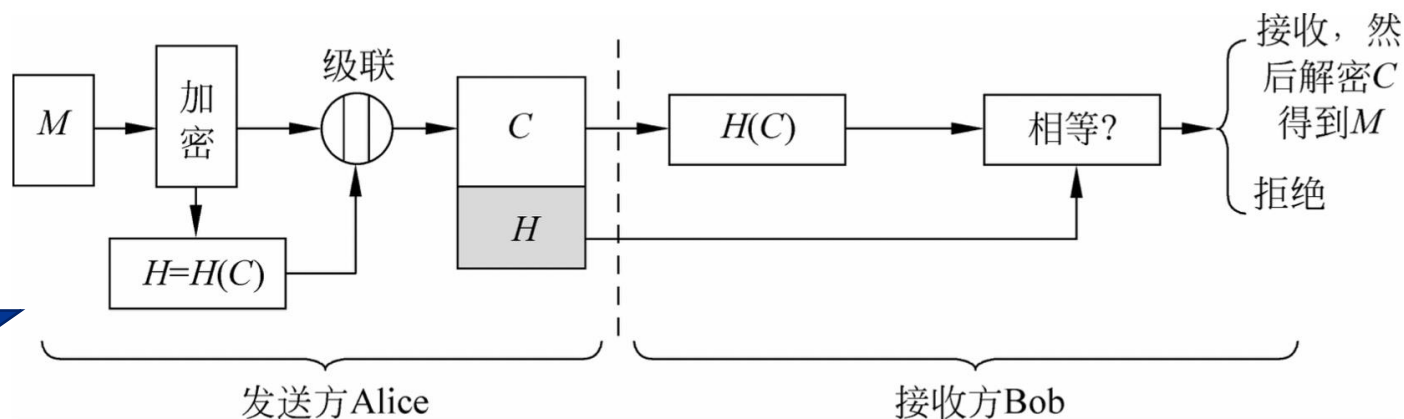 M
加
密
级联
H=H(C)
C
H
H(C)
相等?
接收，然
后解密C
得到M
拒绝
发送方Alice
接收方Bob